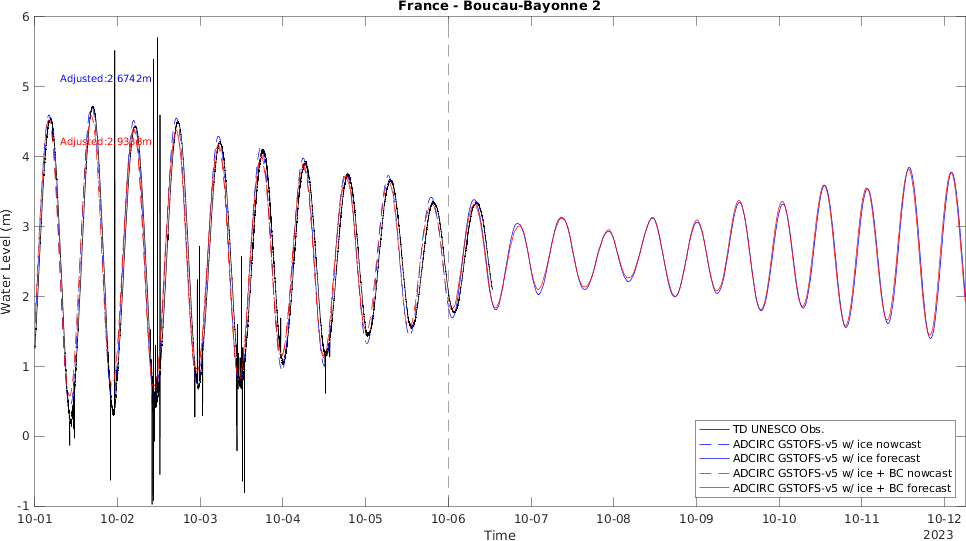 France - Boucau-Bayonne 2
6
5
4
3
2
1
0
-1
Water Level (m)
Adjusted:2.6742m
TD UNESCO Obs.
ADCIRC GSTOFS-v5 w/ ice nowcast
ADCIRC GSTOFS-v5 w/ ice forecast
ADCIRC GSTOFS-v5 w/ ice + BC nowcast
ADCIRC GSTOFS-v5 w/ ice + BC forecast
10-01 10-02 10-03 10-04 10-05 10-06 10-07 10-08 10-09 10-10 10-11 10-12
2023
Time